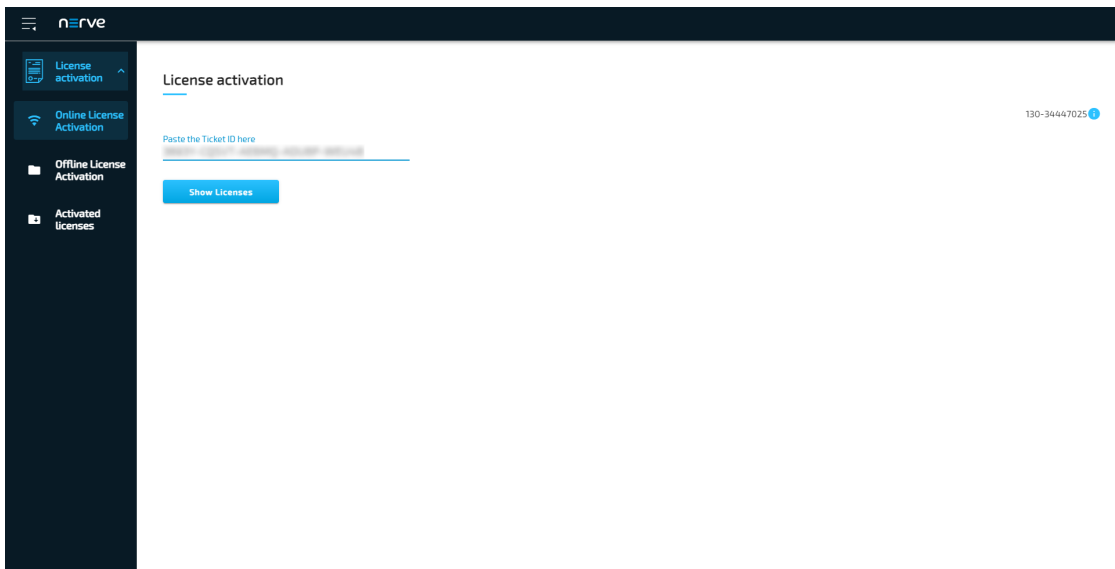 nerve
License
activation
Online License
Activation
Offline License
Activation
Activated
licenses
License activation
130-34447025
Paste the Ticket ID here
Show Licenses